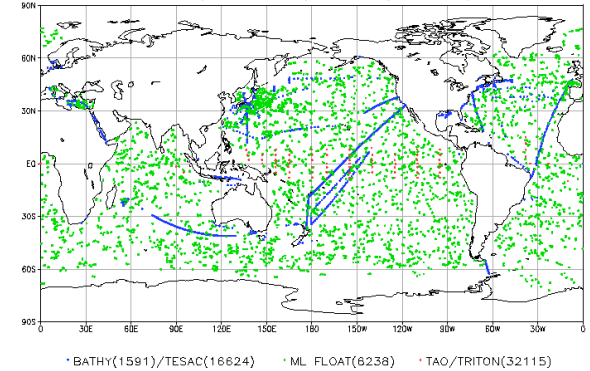 90N
60N
30N
EQ
30S
60S
90S
0 30E 60E 90E 120E 150E 180 150W 120W 90W 60W 30W 0
BATHY(1591)/TESAC(16624) ML FLOAT(6238) TAO/TRITON(32115)